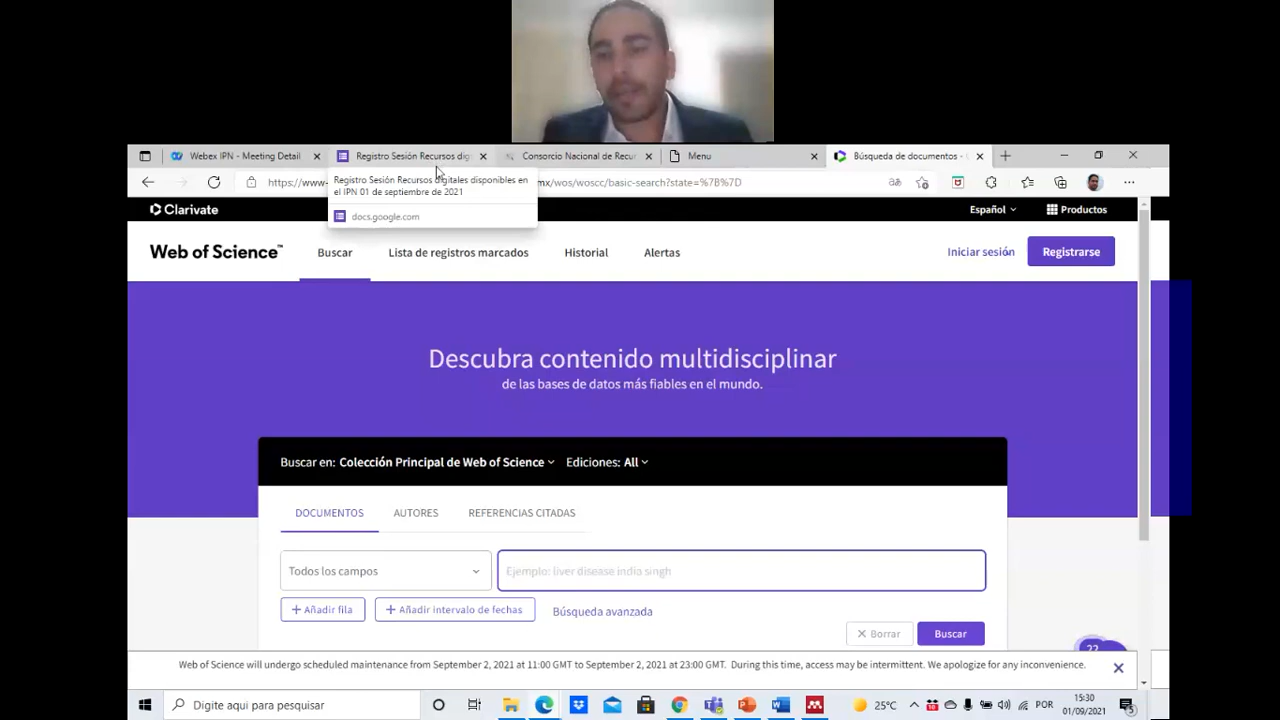 Webex IPN - Meeting Detail
Registro Sesión Recursos dig
Consorcio Nacional de Recur
Menu
Búsqueda de documentos -
Registro Sesión Recursos digitales disponibles en
el IPN 01 de septiembre de 2021
docs.google.com
https://www-
mx/wos/woscc/basic-search?state=%7B%7D
Clarivate
Español
Productos
Web of Science™
Buscar
Lista de registros marcados
Historial
Alertas
Iniciar sesión
Registrarse
Descubra contenido multidisciplinar
de las bases de datos más fiables en el mundo.
Buscar en: Colección Principal de Web of Science
Ediciones: All
DOCUMENTOS
AUTORES
REFERENCIAS CITADAS
Todos los campos
Ejemplo: liver disease india singh
+ Añadir fila
+ Añadir intervalo de fechas
Búsqueda avanzada
× Borrar
Buscar
22
Web of Science will undergo scheduled maintenance from September 2, 2021 at 11:00 GMT to September 2, 2021 at 23:00 GMT. During this time, access may be intermittent. We apologize for any inconvenience.
Digite aqui para pesquisar
25°C
POR
15:30
01/09/2021